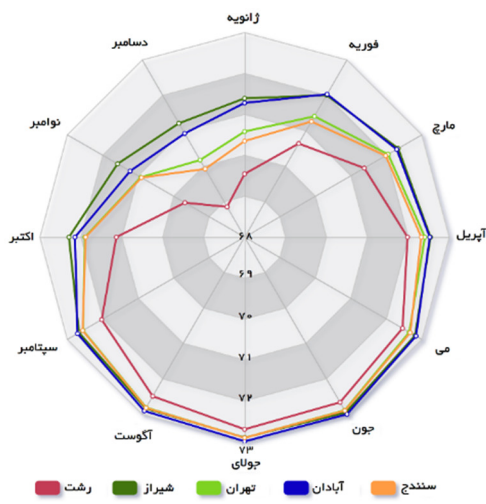 ژانویه
فوریه
مارچ
آپریل
می
جون
جولای
آگوست
سپتامبر
اکتبر
نوامبر
دسامبر
۶۸
۶۹
۷۰
۷۱
۷۲
۷۳
سنندج آبادان تهران شیراز رشت